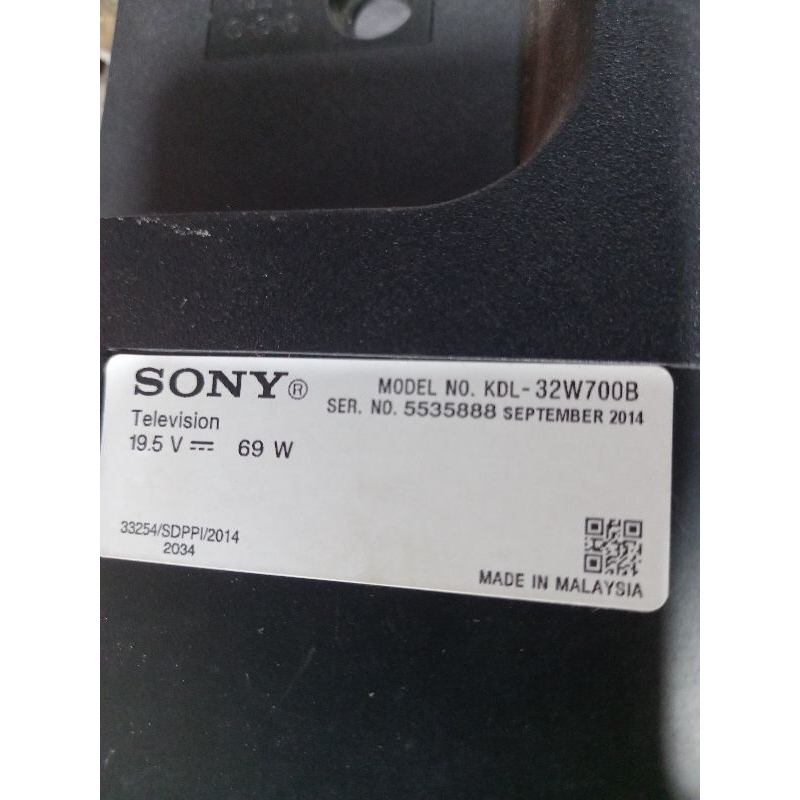 SONY®
MODEL NO. KDL-32W700B
SER. NO. 5535888 SEPTEMBER 2014
Television
19.5 V ⎓ 69 W
33254/SDPPI/2014
2034
MADE IN MALAYSIA